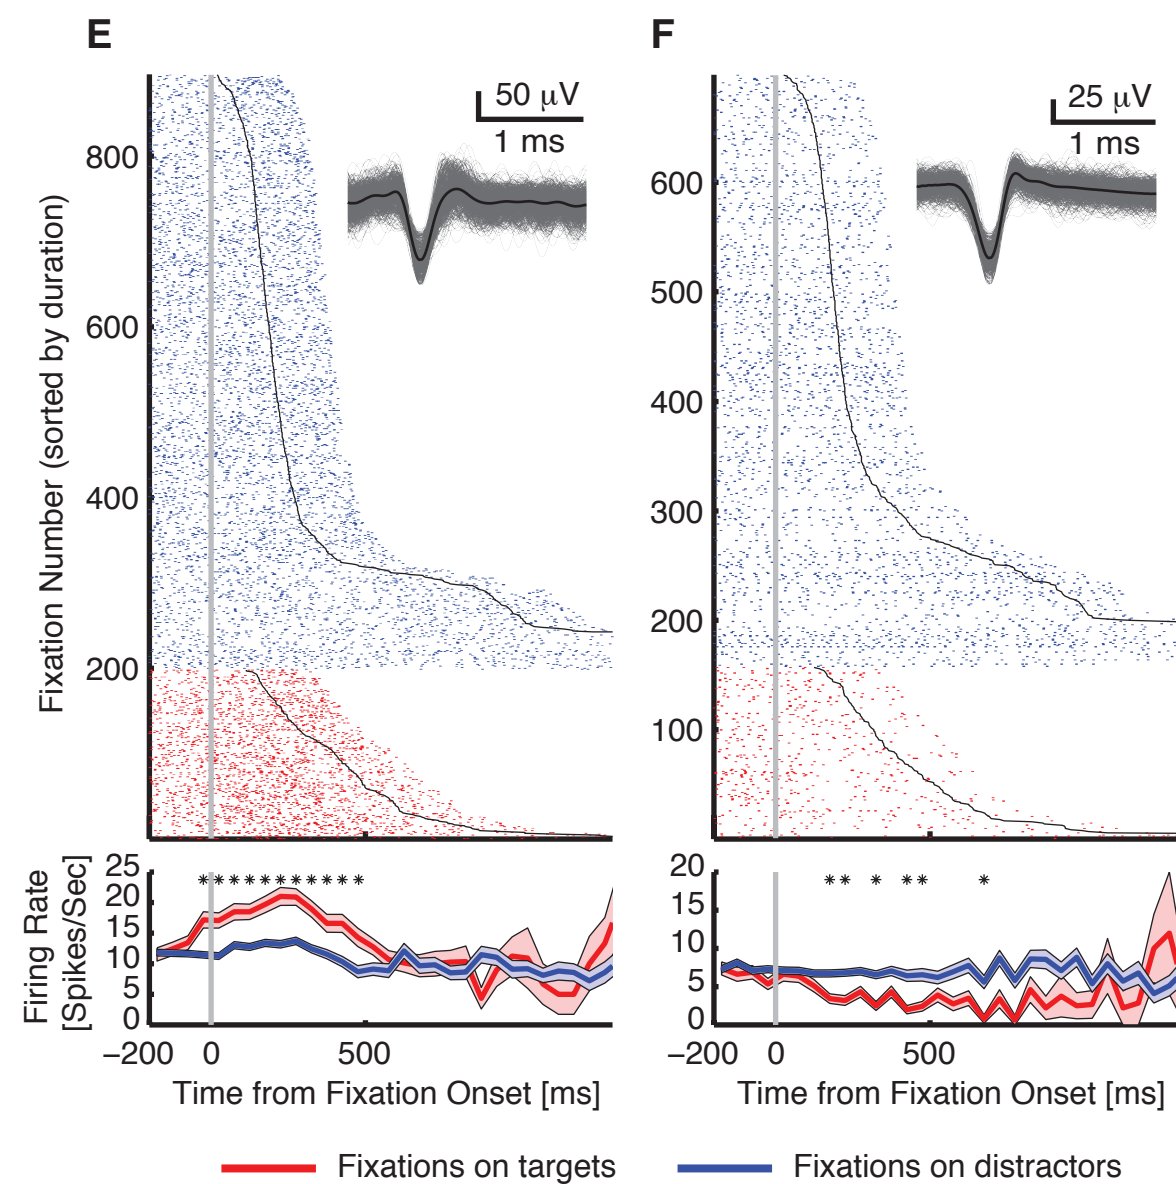 E
50 μV
1 ms
Fixation Number (sorted by duration)
800
600
400
200
Firing Rate
[Spikes/Sec]
25
20
15
10
5
0
* * * * * * * * * * *
−200 0 500
Time from Fixation Onset [ms]
F
25 μV
1 ms
600
500
400
300
200
100
20
15
10
5
0
* * * * * *
−200 0 500
Time from Fixation Onset [ms]
Fixations on targets
Fixations on distractors